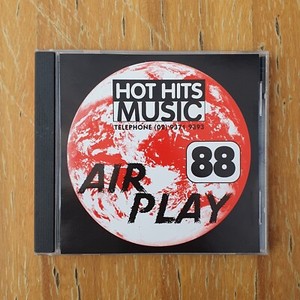 HOT HITS
MUSIC
TELEPHONE (09) 9371 9393
88
AIR
PLAY